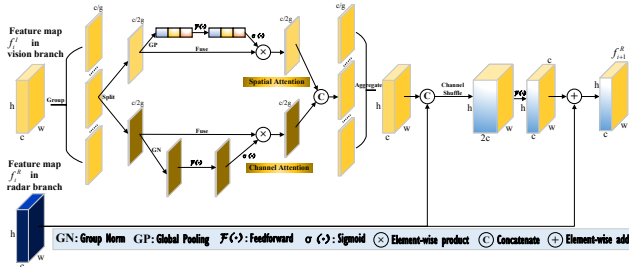 Feature map
f_i^I in
vision branch
h
c
w
Group
c/g
Split
c/2g
GP
F(·)
σ (·)
Fuse
c/2g
Spatial Attention
c/2g
Fuse
GN
F(·)
σ (·)
c/2g
Channel Attention
C
c/g
Aggregate
h
c
w
C
Channel
Shuffle
h
2c
w
F(·)
c
h
w
c
f_{i+1}^R
h
w
Feature map
f_i^R in
radar branch
h
w
c
GN: Group Norm GP: Global Pooling F(·): Feedforward σ (·): Sigmoid × Element-wise product C Concatenate + Element-wise add